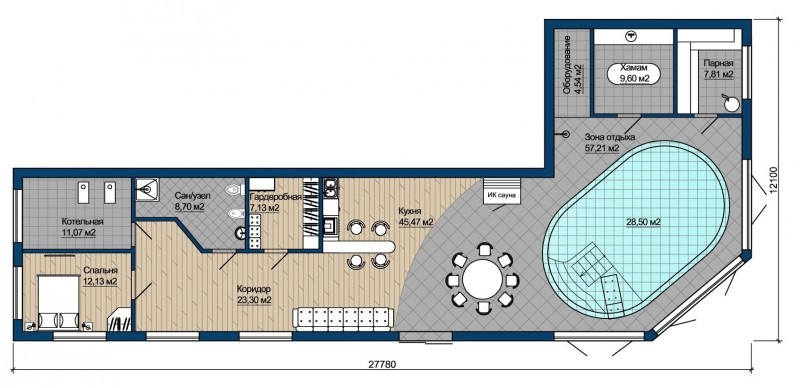 Оборудование
4,54 м2
Хамам
9,60 м2
Парная
7,81 м2
Зона отдыха
57,21 м2
12100
Сан/узел
8,70 м2
Гардеробная
7,13 м2
ИК сауна
Кухня
45,47 м2
28,50 м2
Котельная
11,07 м2
Спальня
12,13 м2
Коридор
23,30 м2
27780